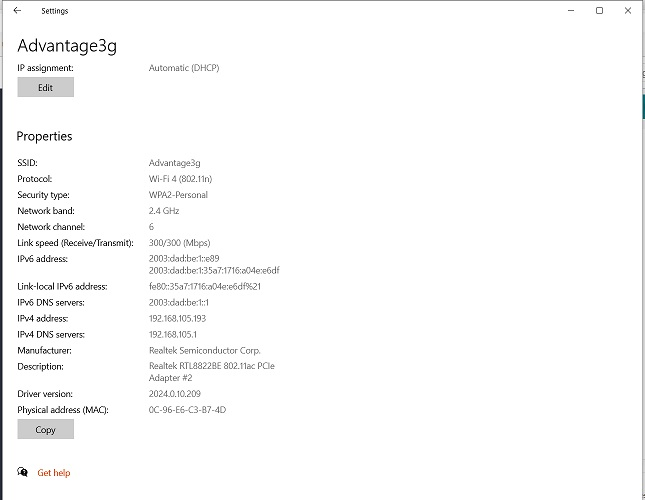 Settings
Advantage3g
IP assignment: Automatic (DHCP)
Edit
Properties
SSID: Advantage3g
Protocol: Wi-Fi 4 (802.11n)
Security type: WPA2-Personal
Network band: 2.4 GHz
Network channel: 6
Link speed (Receive/Transmit): 300/300 (Mbps)
IPv6 address: 2003:dad:be:1::e89
2003:dad:be:1:35a7:1716:a04e:e6df
Link-local IPv6 address: fe80::35a7:1716:a04e:e6df%21
IPv6 DNS servers: 2003:dad:be:1::1
IPv4 address: 192.168.105.193
IPv4 DNS servers: 192.168.105.1
Manufacturer: Realtek Semiconductor Corp.
Description: Realtek RTL8822BE 802.11ac PCIe
Adapter #2
Driver version: 2024.0.10.209
Physical address (MAC): 0C-96-E6-C3-B7-4D
Copy
Get help